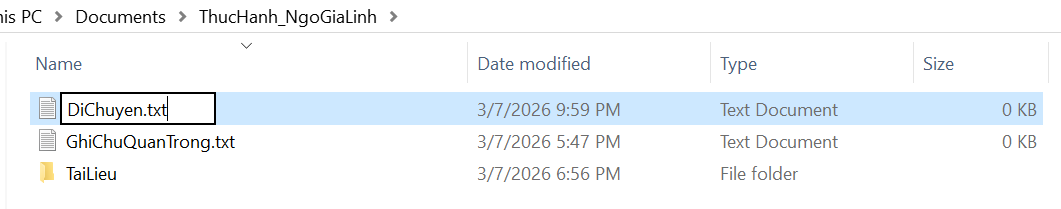 his PC > Documents > ThucHanh_NgoGiaLinh
Name Date modified Type Size
DiChuyen.txt 3/7/2026 9:59 PM Text Document 0 KB
GhiChuQuanTrong.txt 3/7/2026 5:47 PM Text Document 0 KB
TaiLieu 3/7/2026 6:56 PM File folder